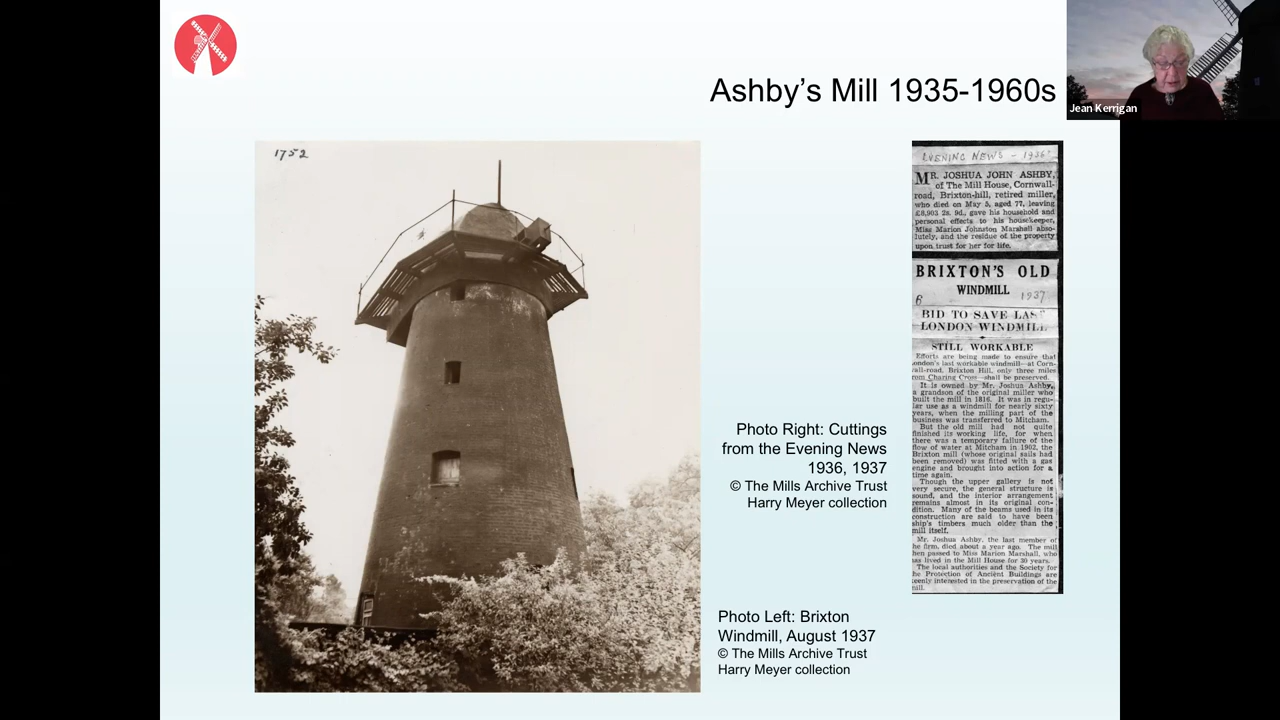 Ashby's Mill 1935-1960s
Jean Kerrigan
1752
EVENING NEWS - 1936
MR. JOSHUA JOHN ASHBY,
of The Mill House, Cornwall-
road, Brixton-hill, retired miller,
who died on May 5, aged 77, leaving
£8,903 2s. 9d., gave his household and
personal effects to his housekeeper,
Miss Marion Johnston Marshall abso-
lutely, and the residue of the property
upon trust for her for life.
BRIXTON'S OLD
WINDMILL
6 1937
BID TO SAVE LAS
LONDON WINDMILL
STILL WORKABLE
Efforts are being made to ensure that
ondon's last workable windmill—at Corn-
wall-road, Brixton Hill, only three miles
rom Charing Cross—shall be preserved.
It is owned by Mr. Joshua Ashby,
a grandson of the original miller who
built the mill in 1816. It was in regu-
lar use as a windmill for nearly sixty
years, when the milling part of the
business was transferred to Mitcham.
But the old mill had not quite
finished its working life, for when
there was a temporary failure of the
flow of water at Mitcham in 1902, the
Brixton mill (whose original sails had
been removed) was fitted with a gas
engine and brought into action for a
time again.
Though the upper gallery is not
very secure, the general structure is
sound, and the interior arrangement
remains almost in its original con-
dition. Many of the beams used in its
construction are said to have been
ship's timbers much older than the
mill itself.
Mr. Joshua Ashby, the last member of
he firm, died about a year ago. The mill
hen passed to Miss Marion Marshall, who
as lived in the Mill House for 39 years.
The local authorities and the Society for
he Protection of Ancient Buildings are
eenly interested in the preservation of the
ill.
Photo Right: Cuttings
from the Evening News
1936, 1937
© The Mills Archive Trust
Harry Meyer collection
Photo Left: Brixton
Windmill, August 1937
© The Mills Archive Trust
Harry Meyer collection